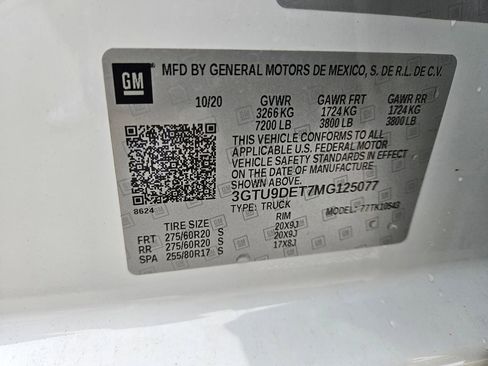 GM
MFD BY GENERAL MOTORS DE MEXICO, S. DE R.L. DE C.V.
10/20 GVWR GAWR FRT GAWR RR
3266 KG 1724 KG 1724 KG
7200 LB 3800 LB 3800 LB
THIS VEHICLE CONFORMS TO ALL
APPLICABLE U.S. FEDERAL MOTOR
VEHICLE SAFETY STANDARDS IN EFFECT
ON THE DATE OF MANUFACTURE
SHOWN ABOVE.
3GTU9DET7MG125077
TYPE: TRUCK MODEL: 77TK10543
8624
TIRE SIZE RIM
FRT 275/60R20 S 20X9J
RR 275/60R20 S 20X9J
SPA 255/80R17 S 17X8J